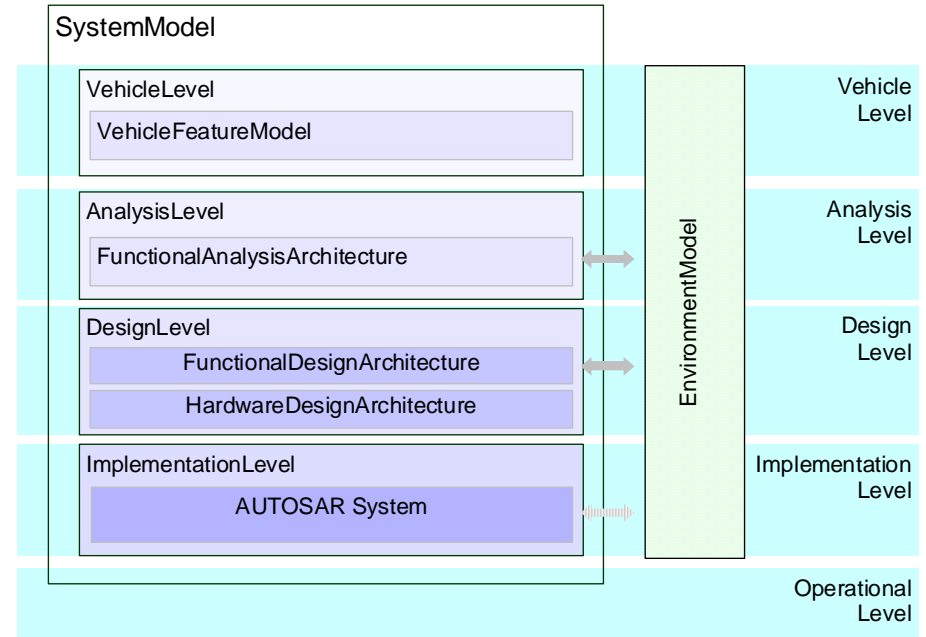 SystemModel
VehicleLevel
VehicleFeatureModel
Vehicle
Level
AnalysisLevel
FunctionalAnalysisArchitecture
Analysis
Level
EnvironmentModel
DesignLevel
FunctionalDesignArchitecture
HardwareDesignArchitecture
Design
Level
ImplementationLevel
AUTOSAR System
Implementation
Level
Operational
Level